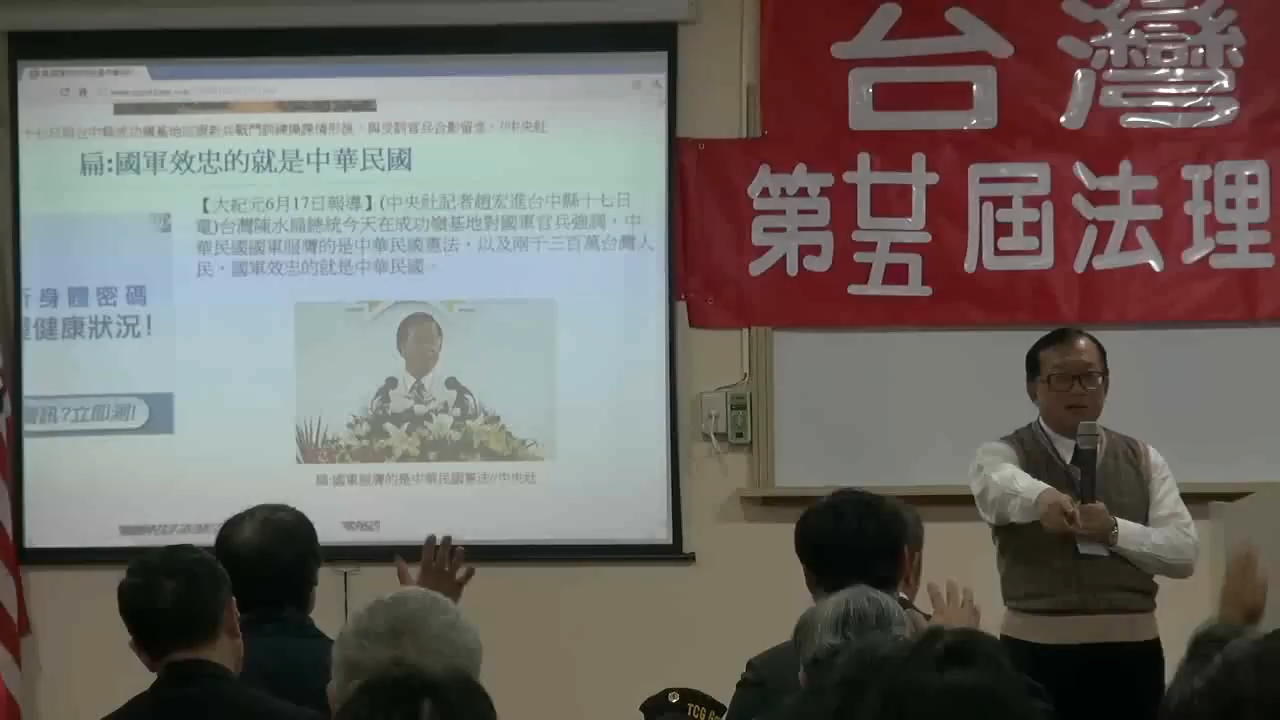 扁:國軍效忠的就是中華民國
【大紀元6月17日報導】(中央社記者趙宏進台中縣十七日
電)台灣陳水扁總統今天在成功嶺基地對國軍官兵強調，中
華民國國軍服膺的是中華民國憲法，以及兩千三百萬台灣人
民，國軍效忠的就是中華民國。
身體密碼
健康狀況!
訊?立即測!
扁:國軍服膺的是中華民國憲法//中央社
台灣
第廿五屆法理
TCG